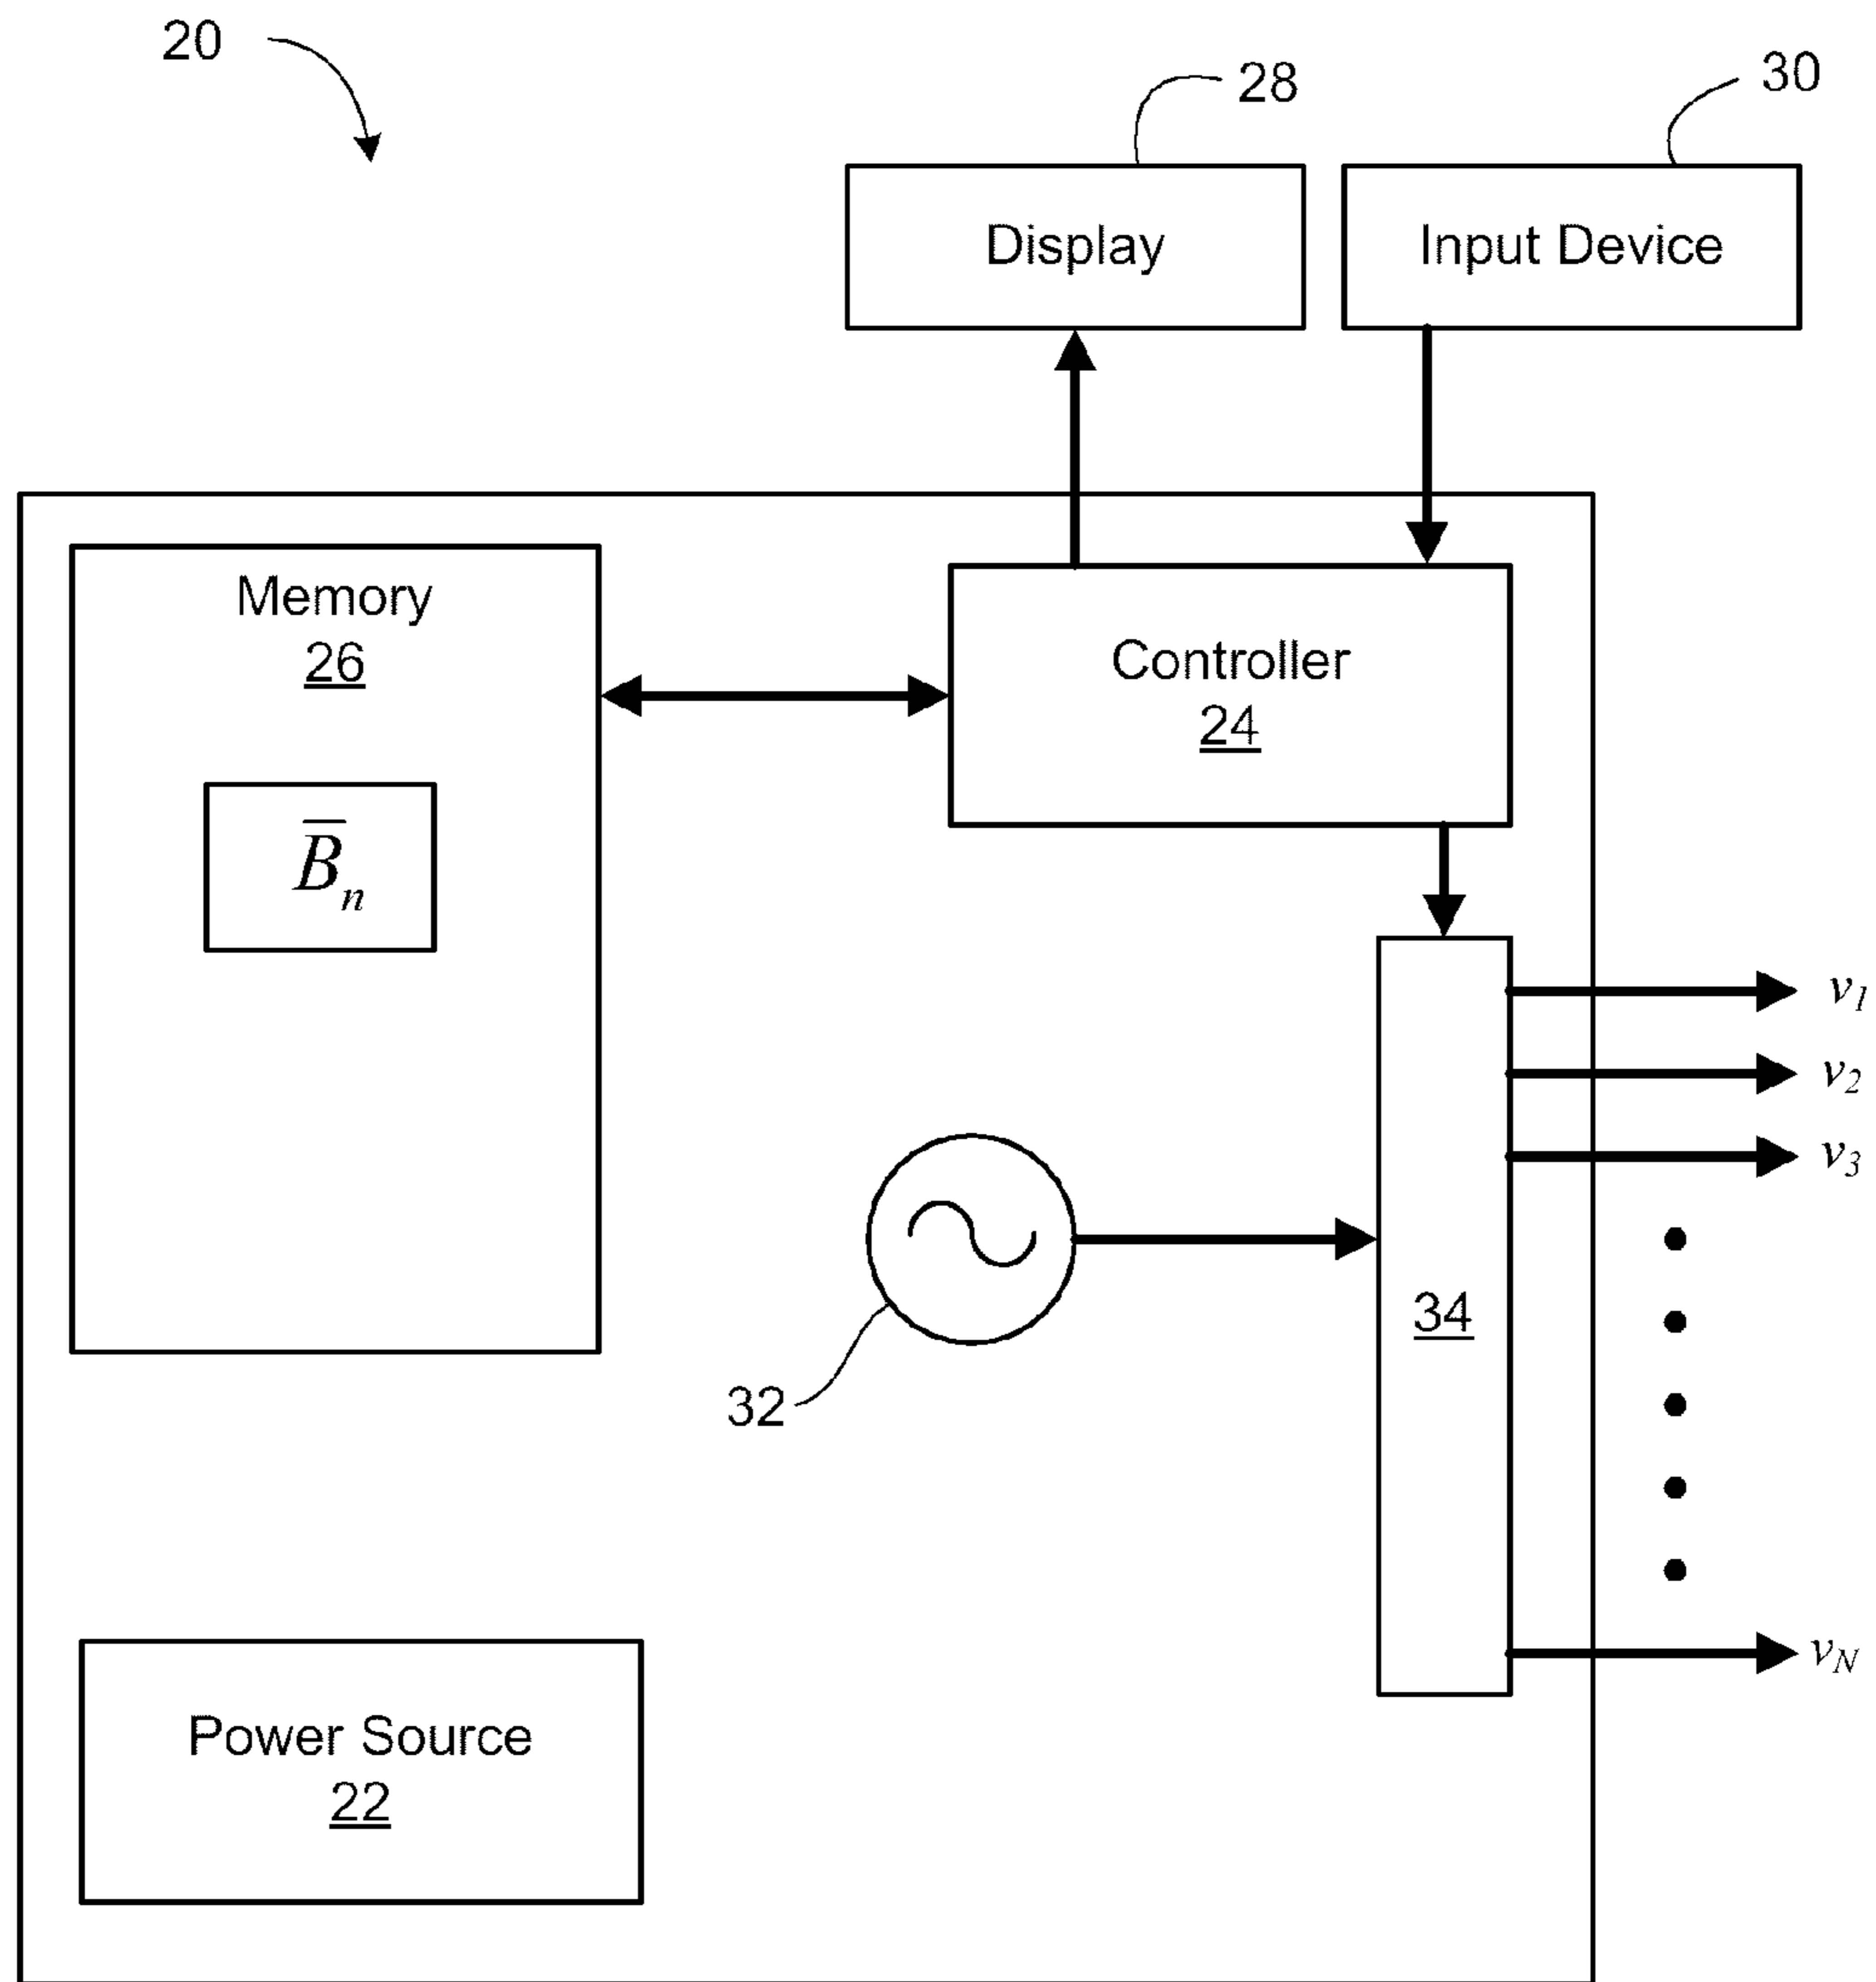 20
28
30
Display
Input Device
Memory
26
Controller
24
B̅n
v1
v2
v3
34
32
vN
Power Source
22